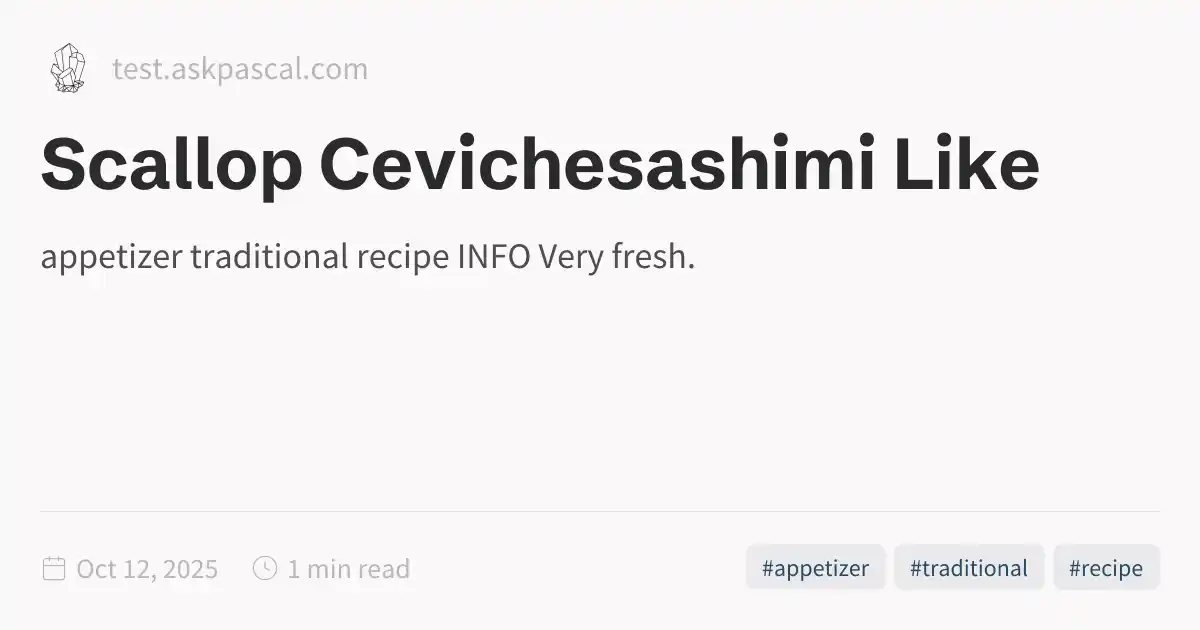 test.askpascal.com
Scallop Cevichesashimi Like
appetizer traditional recipe INFO Very fresh.
Oct 12, 2025 1 min read #appetizer #traditional #recipe